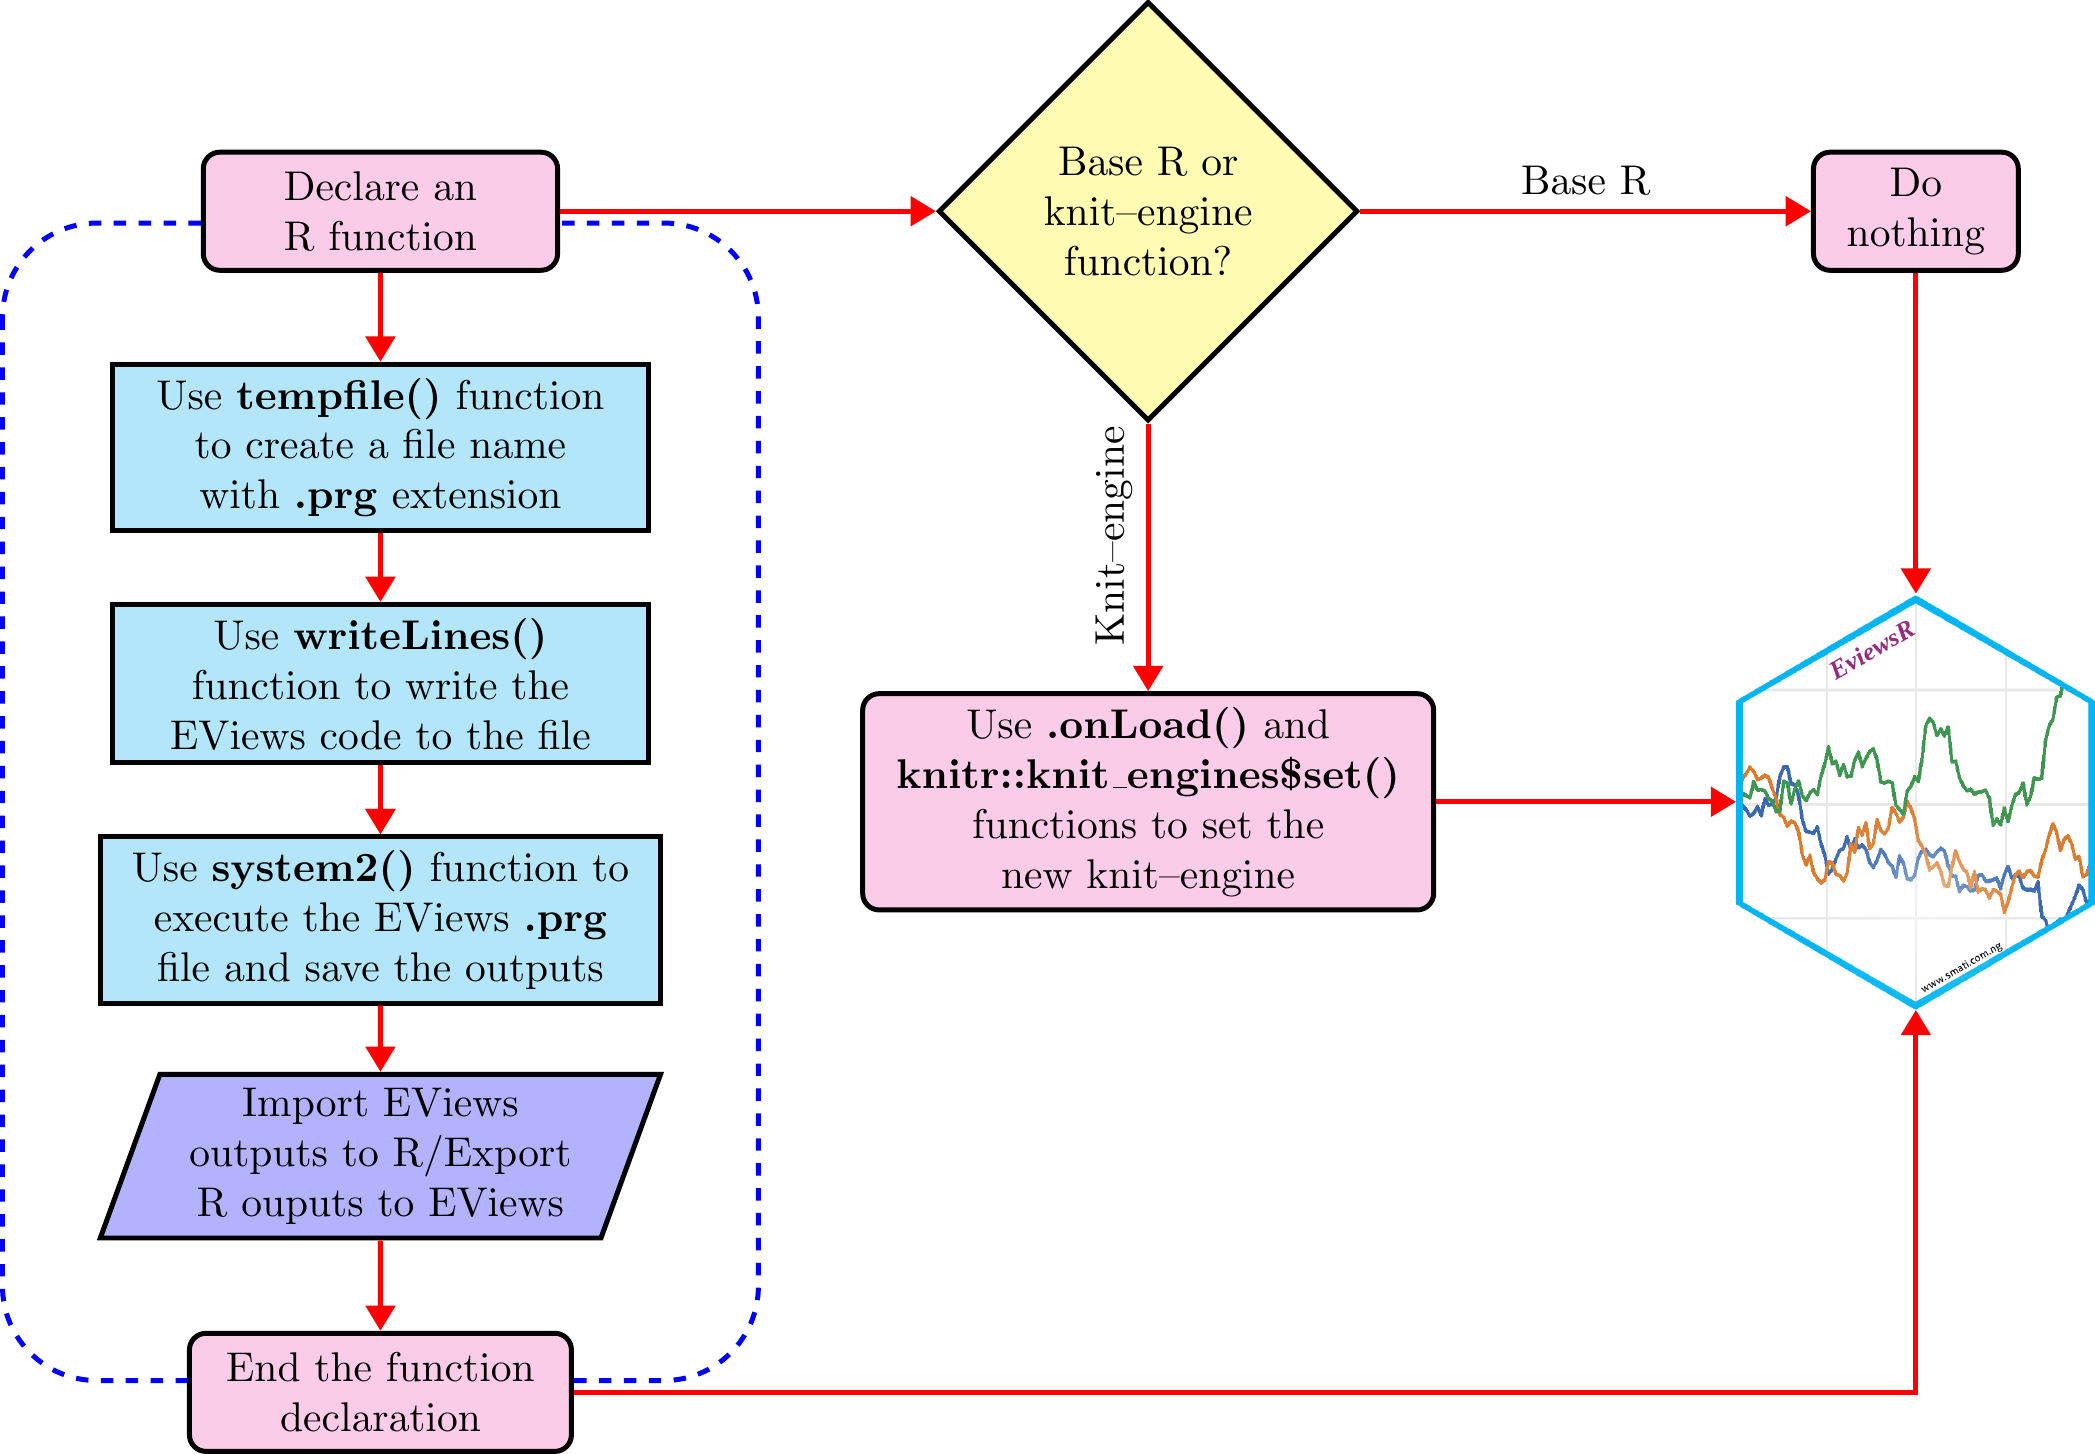 Declare an
R function
Use tempfile() function
to create a file name
with .prg extension
Use writeLines()
function to write the
EViews code to the file
Use system2() function to
execute the EViews .prg
file and save the outputs
Import EViews
outputs to R/Export
R ouputs to EViews
End the function
declaration
Base R or
knit–engine
function?
Base R
Do
nothing
Knit–engine
Use .onLoad() and
knitr::knit_engines$set()
functions to set the
new knit–engine
EviewsR
www.smati.com.ng